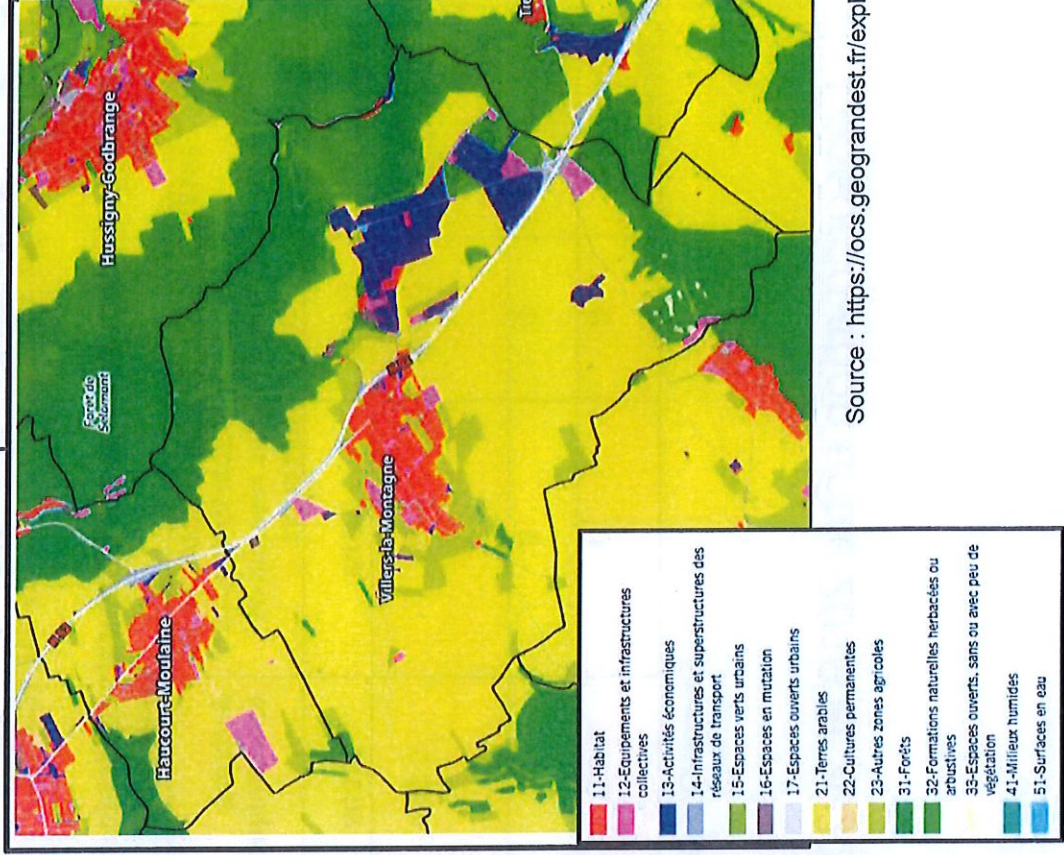 Hussigny-Godbrange
Forêt de
Selomont
Haucourt-Moulaine
Villers-la-Montagne
11-Habitat
12-Equipements et infrastructures
collectives
13-Activités économiques
14-Infrastructures et superstructures des
réseaux de transport
15-Espaces verts urbains
16-Espaces en mutation
17-Espaces ouverts urbains
21-Terres arables
22-Cultures permanentes
23-Autres zones agricoles
31-Forêts
32-Formations naturelles herbacées ou
arbustives
33-Espaces ouverts, sans ou avec peu de
végétation
41-Milieux humides
51-Surfaces en eau
Source : https://ocs.geograndest.fr/expl